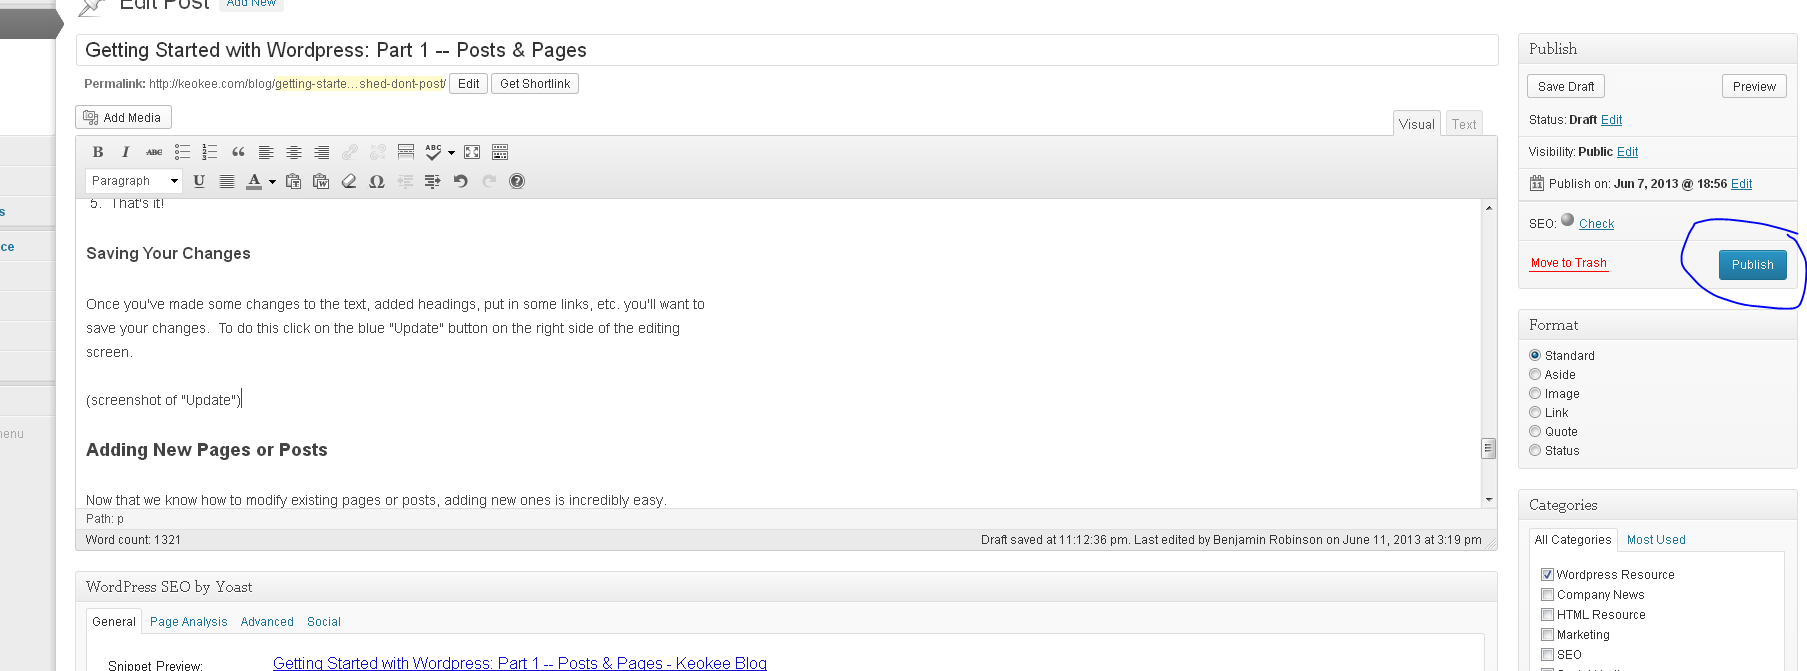 Edit Post Add New
Getting Started with Wordpress: Part 1 -- Posts & Pages
Permalink: http://keokee.com/blog/getting-starte…shed-dont-post/ Edit Get Shortlink
Add Media
Visual Text
B I ABC ABC
Paragraph U A T W Ω ?
5. That's it!
Saving Your Changes
Once you've made some changes to the text, added headings, put in some links, etc. you'll want to
save your changes. To do this click on the blue "Update" button on the right side of the editing
screen.
(screenshot of "Update")
Adding New Pages or Posts
Now that we know how to modify existing pages or posts, adding new ones is incredibly easy.
Path: p
Word count: 1321
Draft saved at 11:12:36 pm. Last edited by Benjamin Robinson on June 11, 2013 at 3:19 pm
WordPress SEO by Yoast
General Page Analysis Advanced Social
Snippet Preview: Getting Started with Wordpress: Part 1 -- Posts & Pages - Keokee Blog
Publish
Save Draft Preview
Status: Draft Edit
Visibility: Public Edit
Publish on: Jun 7, 2013 @ 18:56 Edit
SEO: Check
Move to Trash Publish
Format
Standard
Aside
Image
Link
Quote
Status
Categories
All Categories Most Used
Wordpress Resource
Company News
HTML Resource
Marketing
SEO